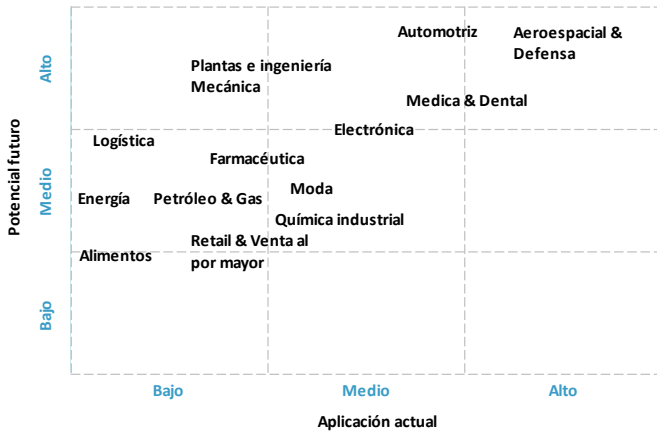 Automotriz
Aeroespacial &
Defensa
Plantas e ingeniería
Mecánica
Medica & Dental
Electrónica
Logística
Farmacéutica
Energía
Petróleo & Gas
Moda
Química industrial
Alimentos
Retail & Venta al
por mayor
Potencial futuro
Alto
Medio
Bajo
Bajo
Medio
Alto
Aplicación actual